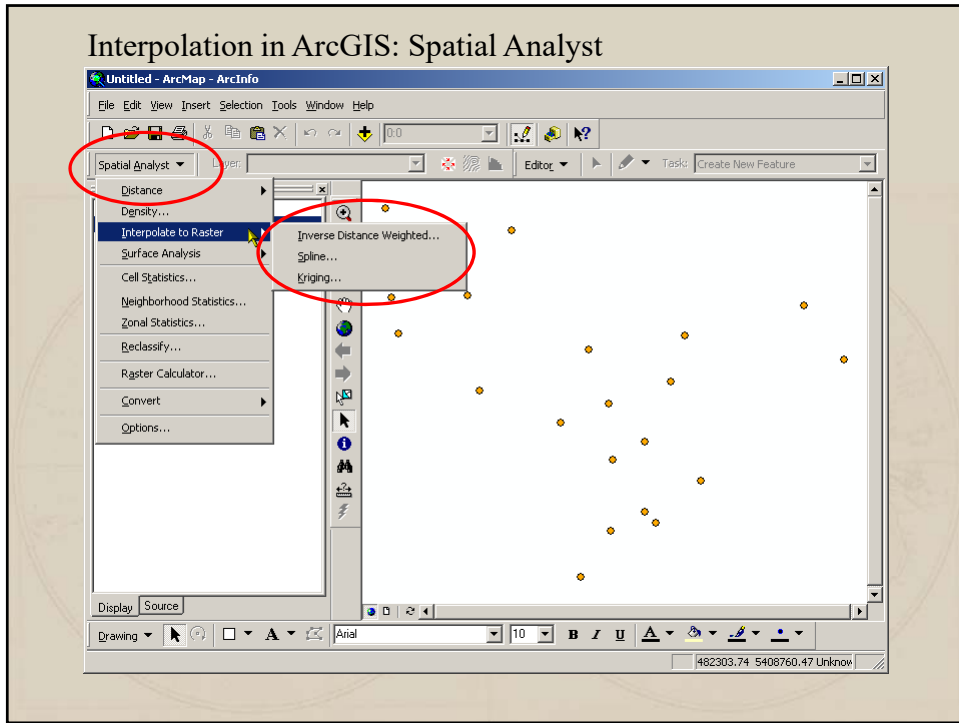 Interpolation in ArcGIS: Spatial Analyst
Untitled - ArcMap - ArcInfo
File Edit View Insert Selection Tools Window Help
0:0
Spatial Analyst Layer: Editor Task: Create New Feature
Distance
Density...
Interpolate to Raster
Inverse Distance Weighted...
Surface Analysis
Spline...
Cell Statistics...
Kriging...
Neighborhood Statistics...
Zonal Statistics...
Reclassify...
Raster Calculator...
Convert
Options...
Display Source
Drawing A Arial 10 B I U A
482303.74 5408760.47 Unknow